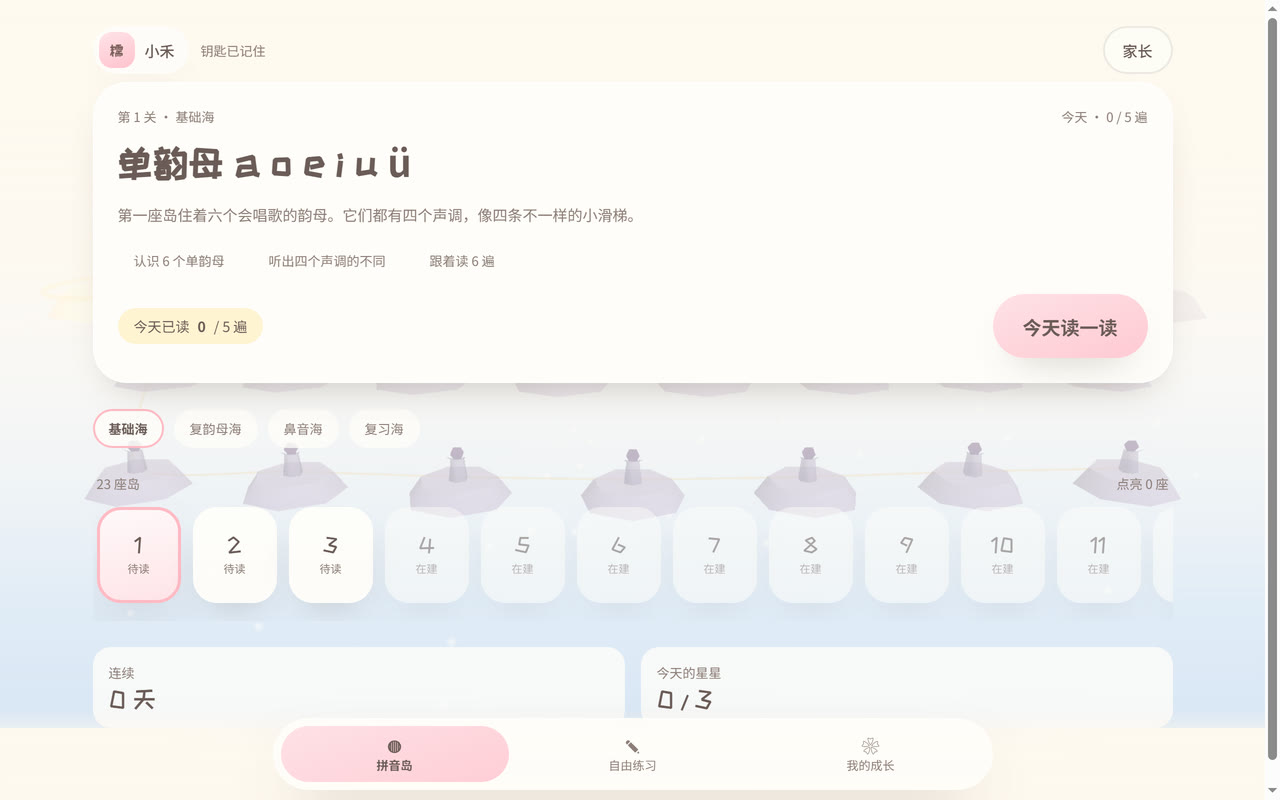 糯 小禾 钥匙已记住 家长
第 1 关 · 基础海 今天 · 0 / 5 遍
单韵母 a o e i u ü
第一座岛住着六个会唱歌的韵母。它们都有四个声调，像四条不一样的小滑梯。
认识 6 个单韵母 听出四个声调的不同 跟着读 6 遍
今天已读 0 / 5 遍 今天读一读
基础海 复韵母海 鼻音海 复习海
23 座岛 点亮 0 座
1 2 3 4 5 6 7 8 9 10 11
待读 待读 待读 在建 在建 在建 在建 在建 在建 在建 在建
连续 今天的星星
0 天 0 / 3
拼音岛 自由练习 我的成长